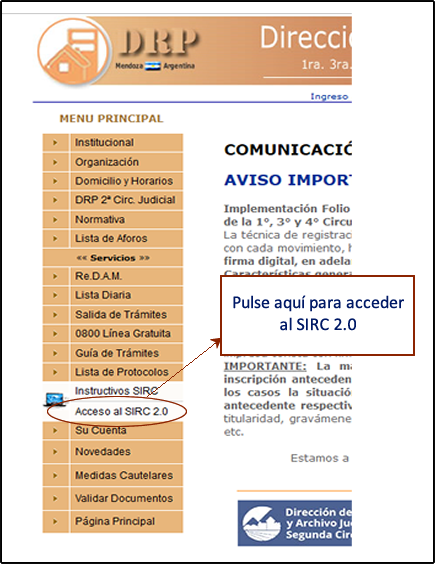 DRP
Mendoza Argentina
Direcci
1ra. 3ra.
Ingreso
MENU PRINCIPAL
Institucional
Organización
Domicilio y Horarios
DRP 2ª Circ. Judicial
Normativa
Lista de Aforos
«« Servicios »»
Re.D.A.M.
Lista Diaria
Salida de Trámites
0800 Línea Gratuita
Guía de Trámites
Lista de Protocolos
Instructivos SIRC
Acceso al SIRC 2.0
Su Cuenta
Novedades
Medidas Cautelares
Validar Documentos
Página Principal
COMUNICACIÓ
AVISO IMPORT
Implementación Folio
de la 1°, 3° y 4° Circu
La técnica de registrac
con cada movimiento, h
firma digital, en adela
Características genera
Pulse aquí para acceder
al SIRC 2.0
IMPORTANTE: La ma
inscripción anteceden
los casos la situació
antecedente respectiv
titularidad, gravámene
etc.
Estamos a
Dirección de
y Archivo Ju
Segunda Circ